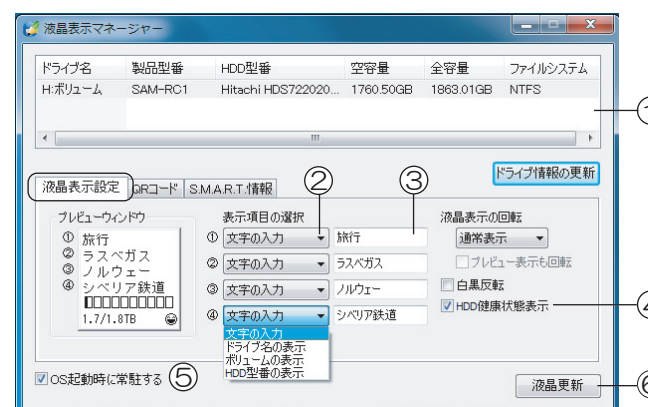 液晶表示マネージャー
ドライブ名 製品型番 HDD型番 空容量 全容量 ファイルシステム
H:ボリューム SAM-RC1 Hitachi HDS722020... 1760.50GB 1863.01GB NTFS
①
ドライブ情報の更新
液晶表示設定 QRコード S.M.A.R.T.情報 ② ③
プレビューウィンドウ 表示項目の選択 液晶表示の回転
① 旅行 ① 文字の入力 旅行 通常表示
② ラスベガス ② 文字の入力 ラスベガス プレビュー表示も回転
③ ノルウェー ③ 文字の入力 ノルウェー 白黒反転
④ シベリア鉄道 ④ 文字の入力 シベリア鉄道 HDD健康状態表示 ④
1.7/1.8TB
文字の入力
ドライブ名の表示
ボリュームの表示
HDD型番の表示
OS起動時に常駐する ⑤ 液晶更新 ⑥